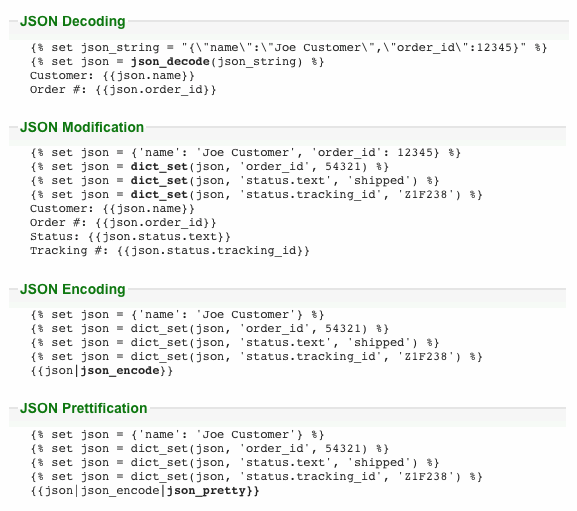 JSON Decoding
{% set json_string = "{\"name\":\"Joe Customer\",\"order_id\":12345}" %}
{% set json = json_decode(json_string) %}
Customer: {{json.name}}
Order #: {{json.order_id}}
JSON Modification
{% set json = {'name': 'Joe Customer', 'order_id': 12345} %}
{% set json = dict_set(json, 'order_id', 54321) %}
{% set json = dict_set(json, 'status.text', 'shipped') %}
{% set json = dict_set(json, 'status.tracking_id', 'Z1F238') %}
Customer: {{json.name}}
Order #: {{json.order_id}}
Status: {{json.status.text}}
Tracking #: {{json.status.tracking_id}}
JSON Encoding
{% set json = {'name': 'Joe Customer'} %}
{% set json = dict_set(json, 'order_id', 54321) %}
{% set json = dict_set(json, 'status.text', 'shipped') %}
{% set json = dict_set(json, 'status.tracking_id', 'Z1F238') %}
{{json|json_encode}}
JSON Prettification
{% set json = {'name': 'Joe Customer'} %}
{% set json = dict_set(json, 'order_id', 54321) %}
{% set json = dict_set(json, 'status.text', 'shipped') %}
{% set json = dict_set(json, 'status.tracking_id', 'Z1F238') %}
{{json|json_encode|json_pretty}}